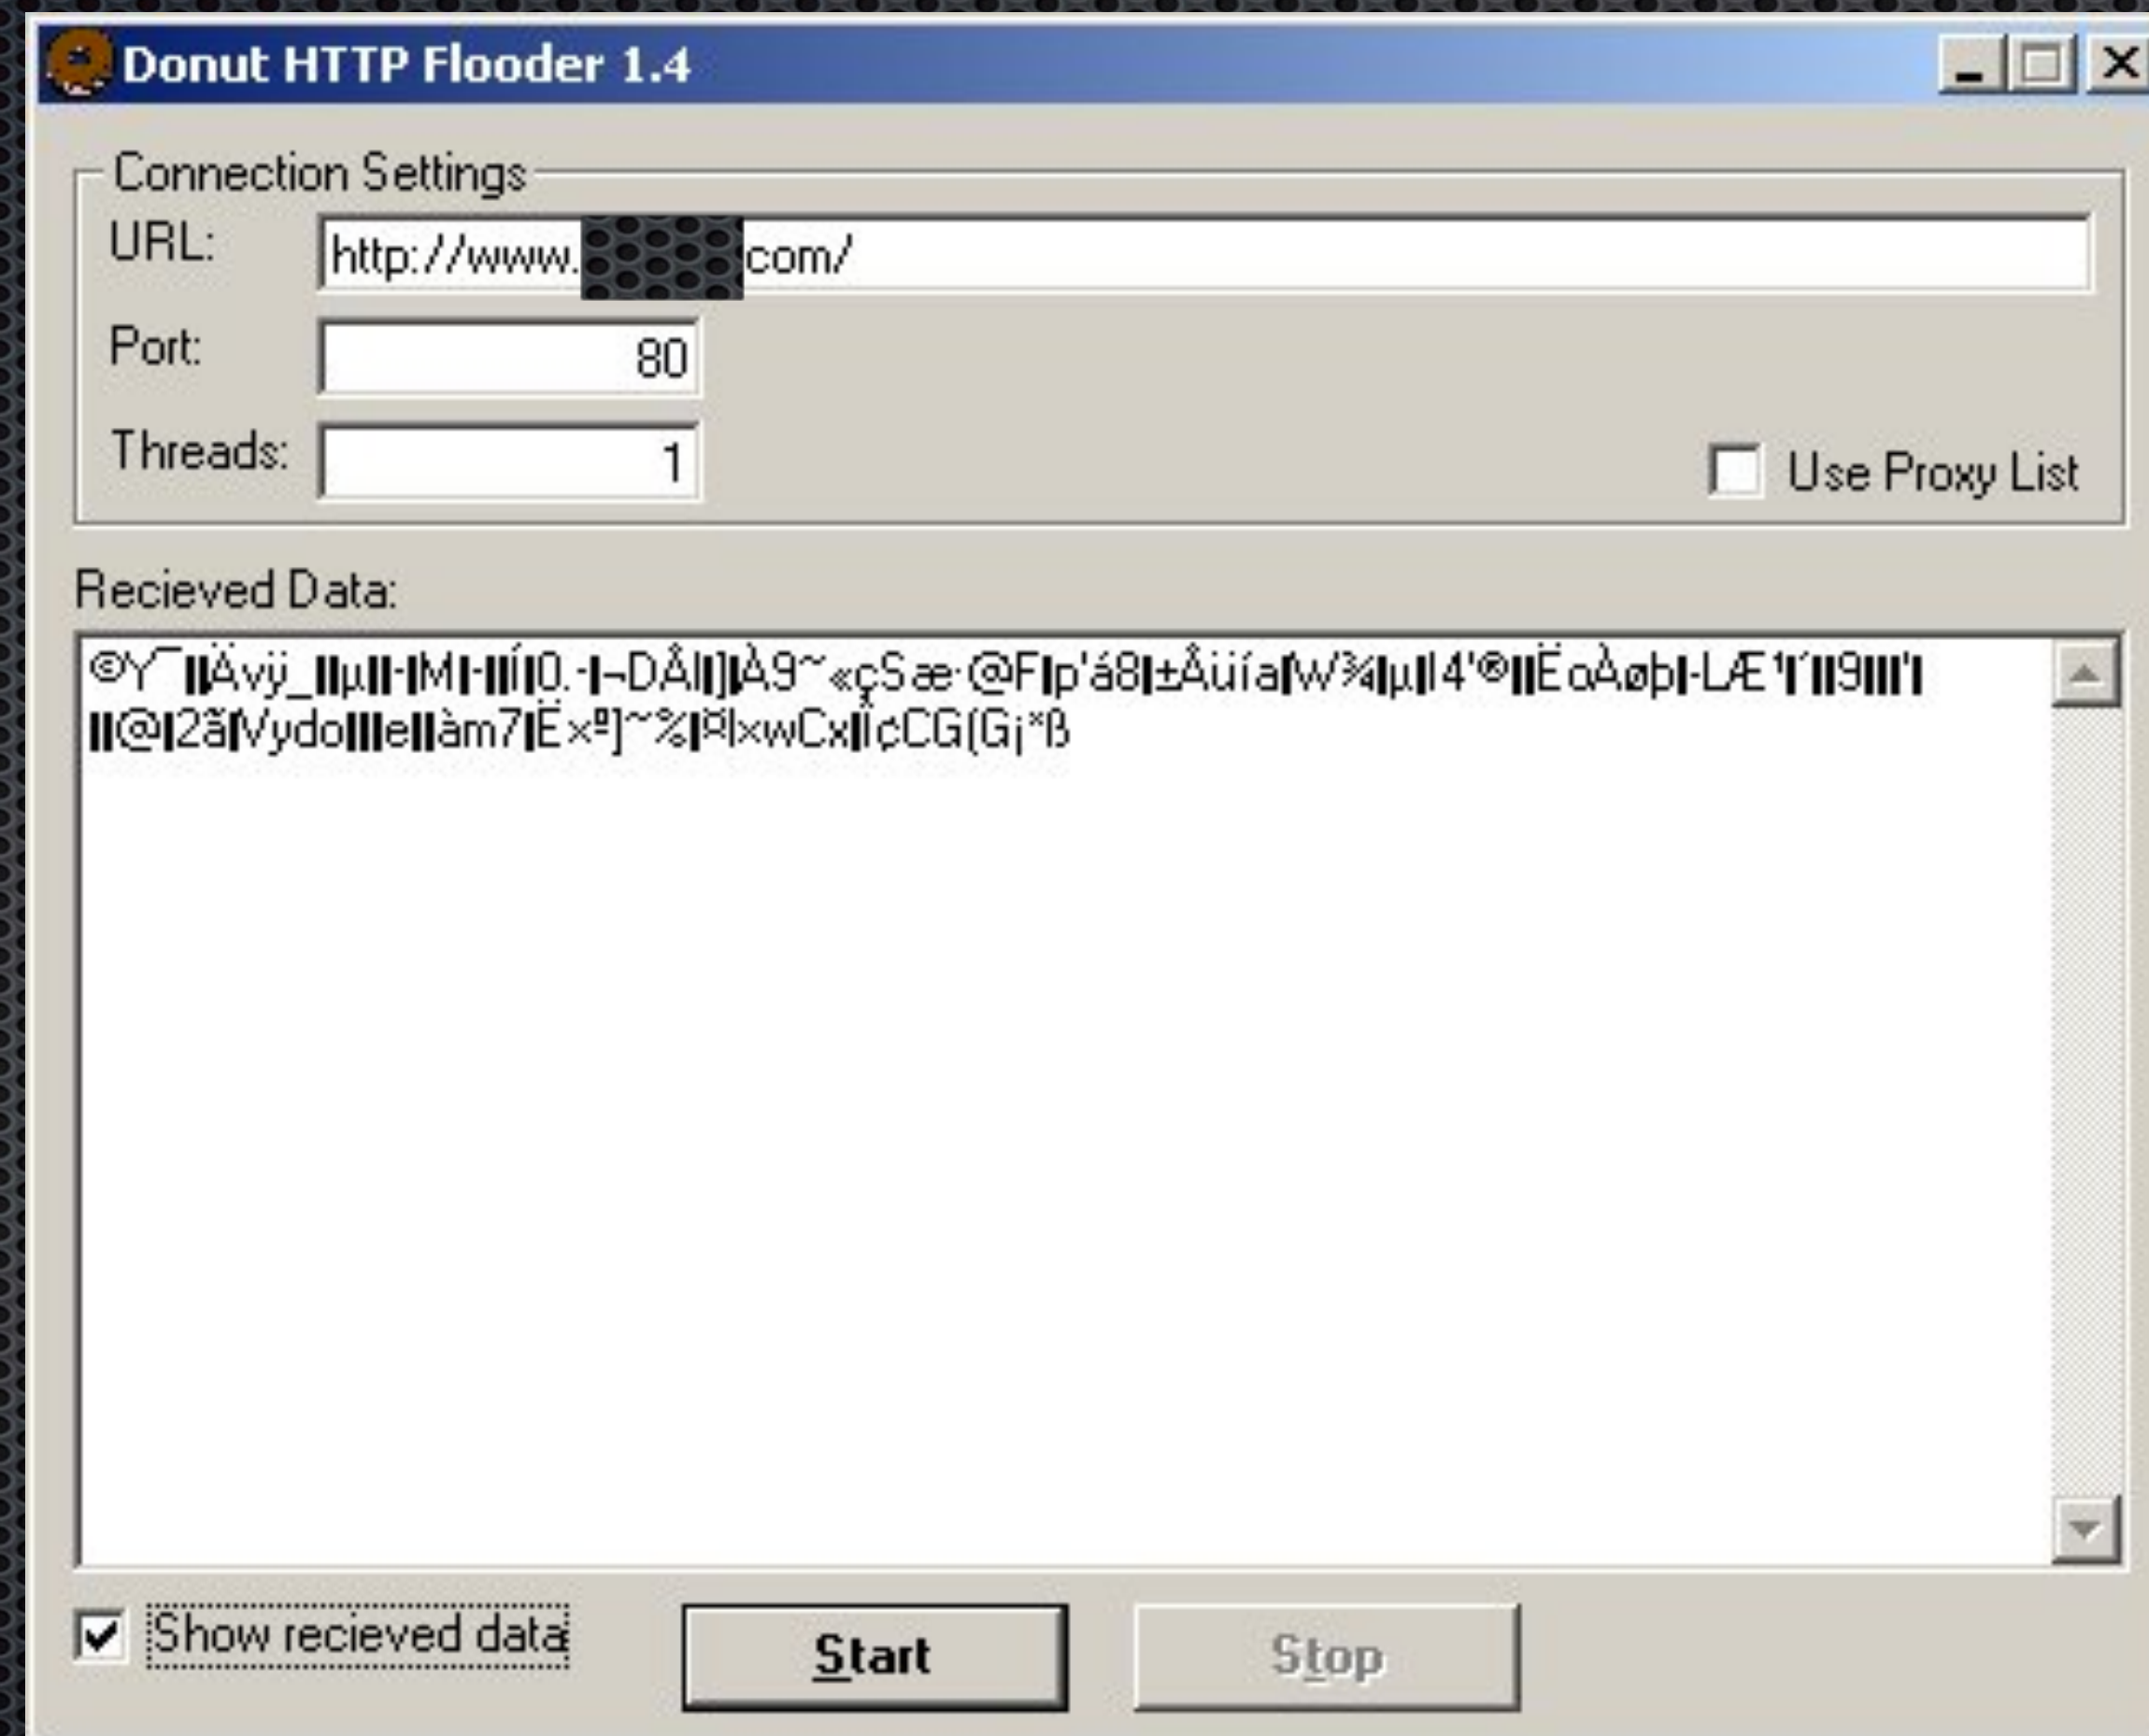 Donut HTTP Flooder 1.4
Connection Settings
URL: http://www. com/
Port: 80
Threads: 1
Use Proxy List
Recieved Data:
Show recieved data
Start
Stop